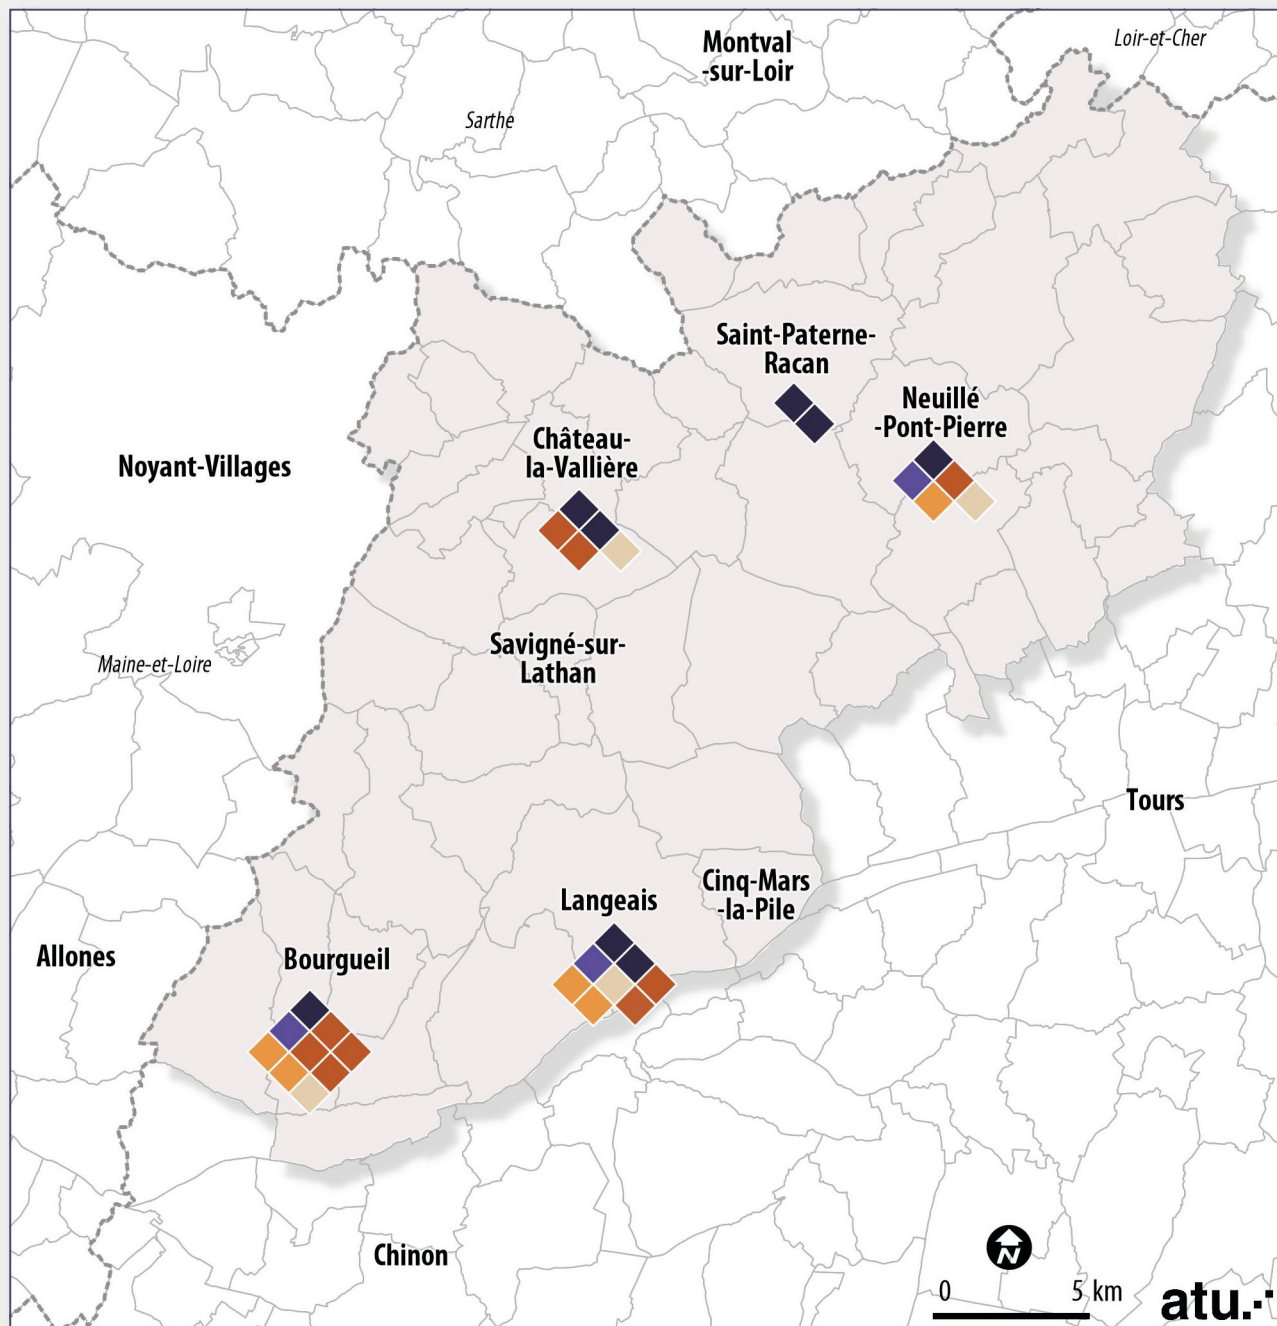 Montval
-sur-Loir
Loir-et-Cher
Sarthe
Saint-Paterne-
Racan
Neuillé
-Pont-Pierre
Château-
la-Vallière
Noyant-Villages
Savigné-sur-
Lathan
Maine-et-Loire
Tours
Cinq-Mars
-la-Pile
Langeais
Allones
Bourgueil
Chinon
N
0 5 km
atu.